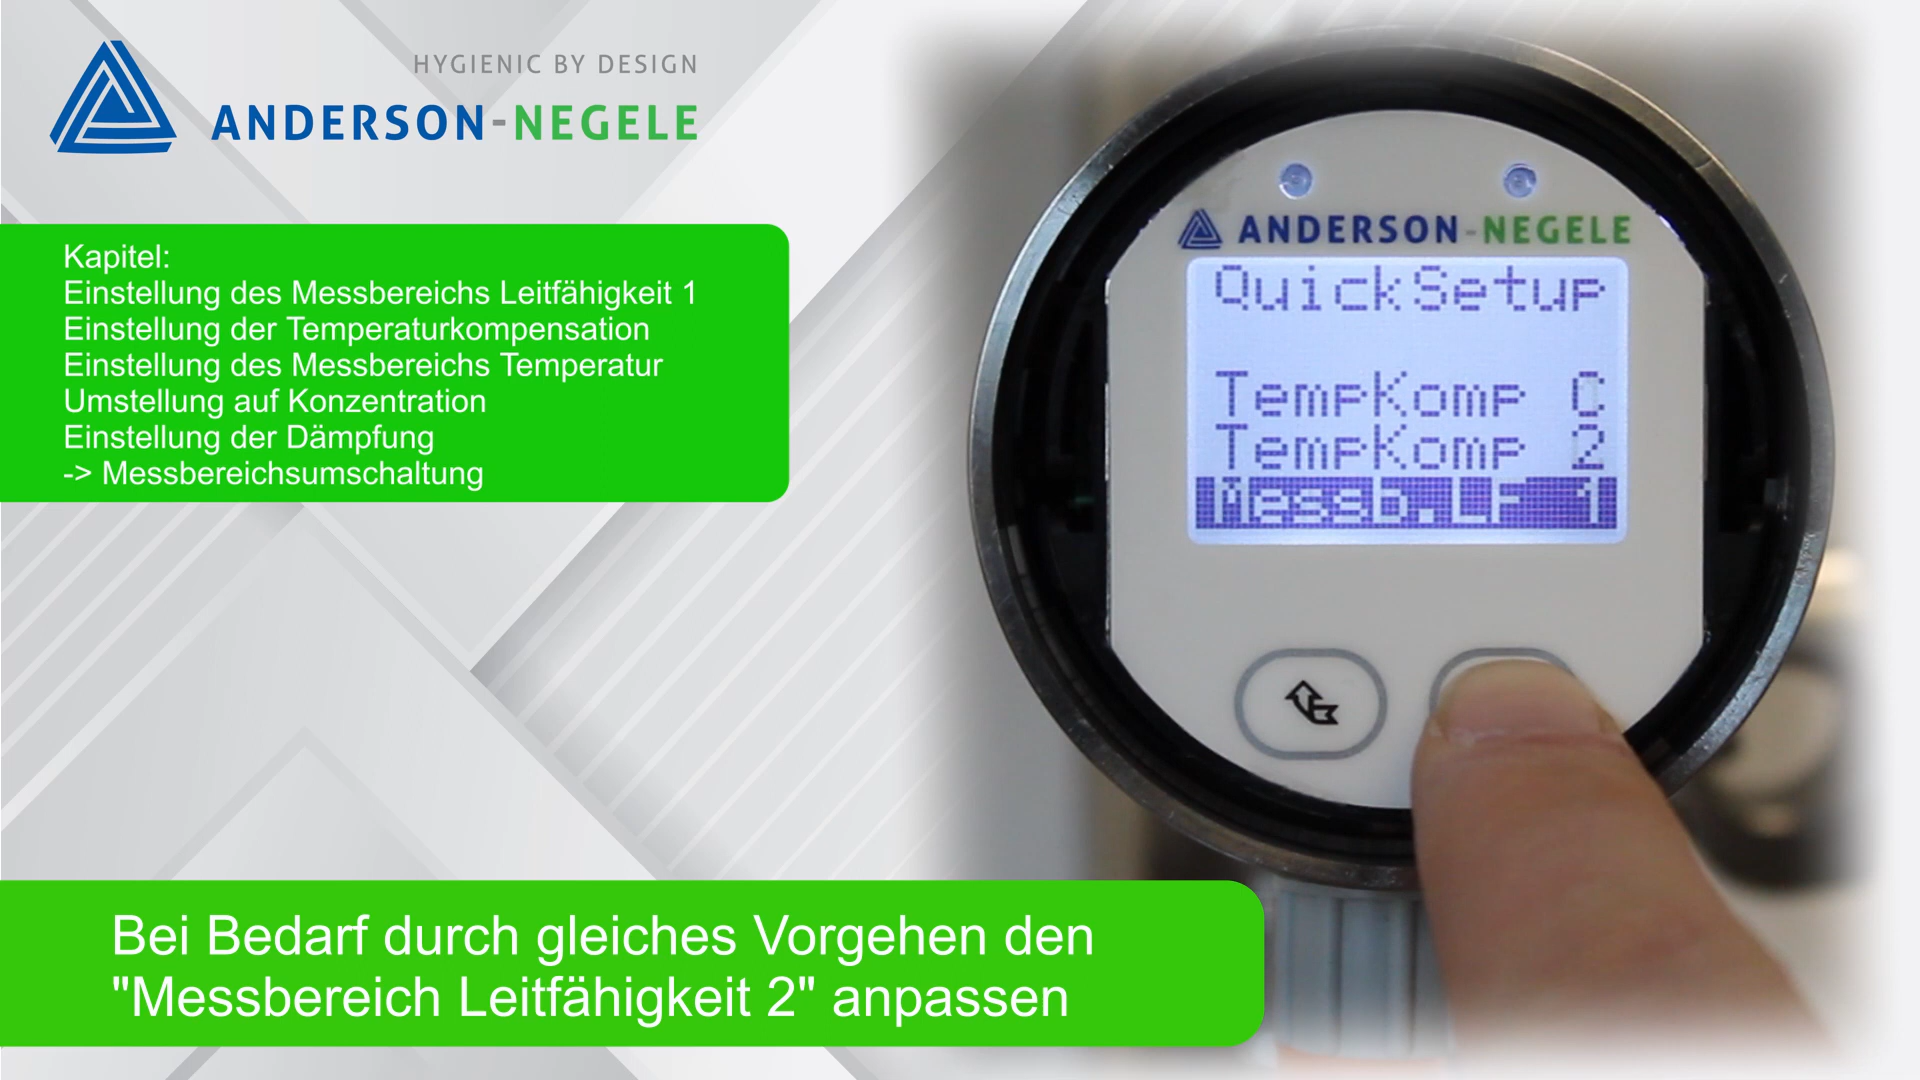 HYGIENIC BY DESIGN
ANDERSON-NEGELE
Kapitel:
Einstellung des Messbereichs Leitfähigkeit 1
Einstellung der Temperaturkompensation
Einstellung des Messbereichs Temperatur
Umstellung auf Konzentration
Einstellung der Dämpfung
-> Messbereichsumschaltung
ANDERSON-NEGELE
QuickSetup
TempKomp C
TempKomp 2
Messb.LF 1
Bei Bedarf durch gleiches Vorgehen den
"Messbereich Leitfähigkeit 2" anpassen